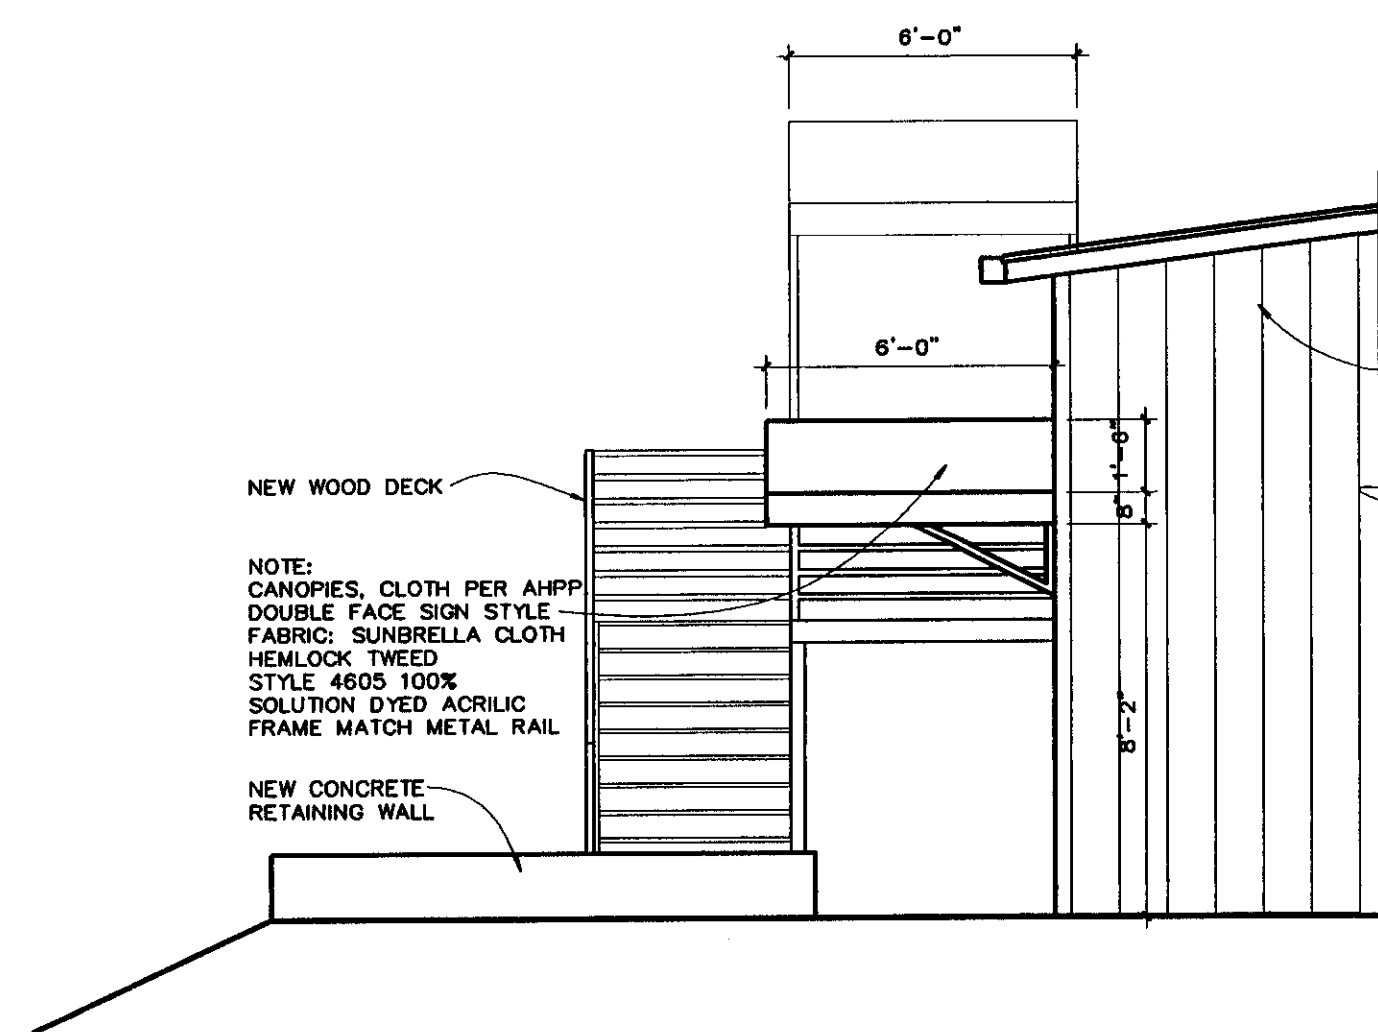 6'-0"
6'-0"
1'-6"
8"
NEW WOOD DECK
NOTE:
CANOPIES, CLOTH PER AHPP
DOUBLE FACE SIGN STYLE
FABRIC: SUNBRELLA CLOTH
HEMLOCK TWEED
STYLE 4605 100%
SOLUTION DYED ACRILIC
FRAME MATCH METAL RAIL
8'-2"
NEW CONCRETE
RETAINING WALL